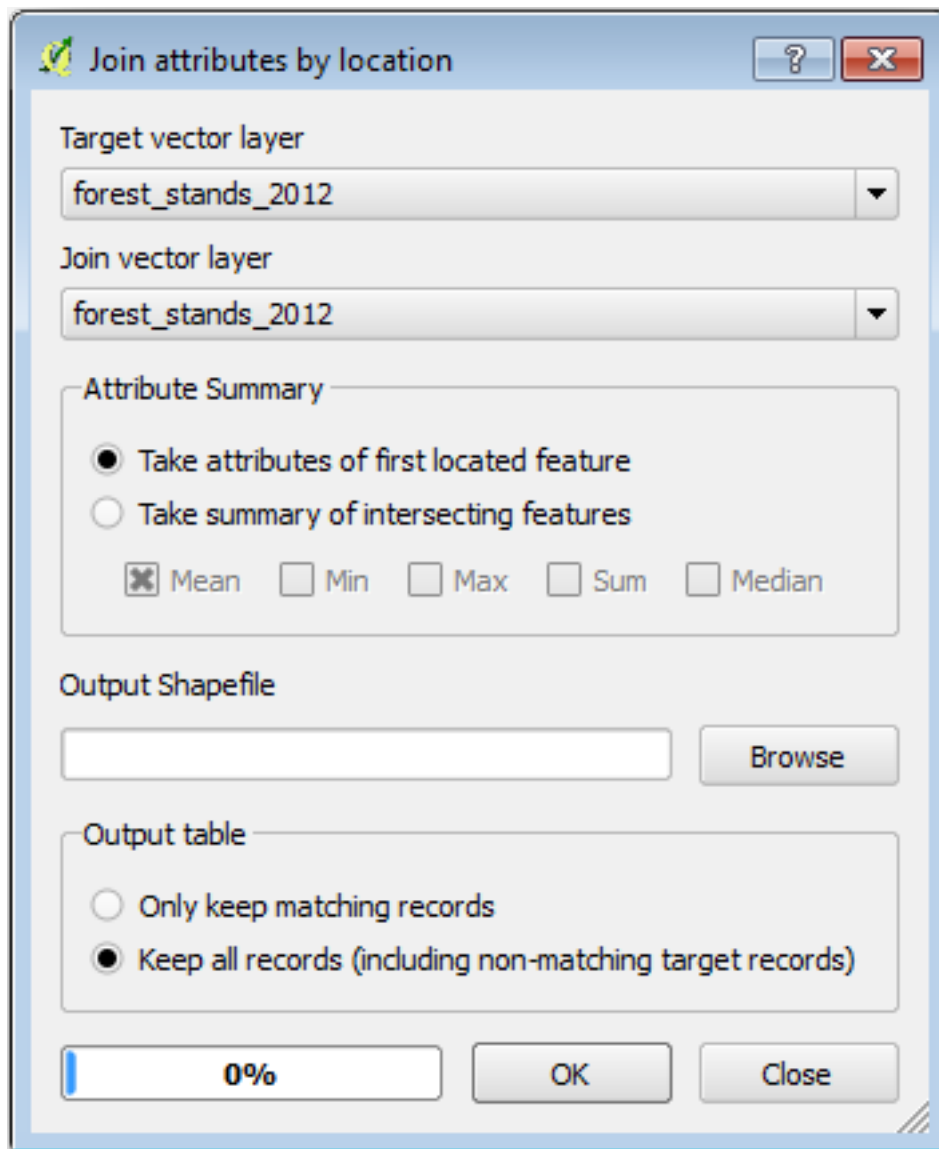 Join attributes by location
Target vector layer
forest_stands_2012
Join vector layer
forest_stands_2012
Attribute Summary
Take attributes of first located feature
Take summary of intersecting features
Mean Min Max Sum Median
Output Shapefile
Browse
Output table
Only keep matching records
Keep all records (including non-matching target records)
0% OK Close